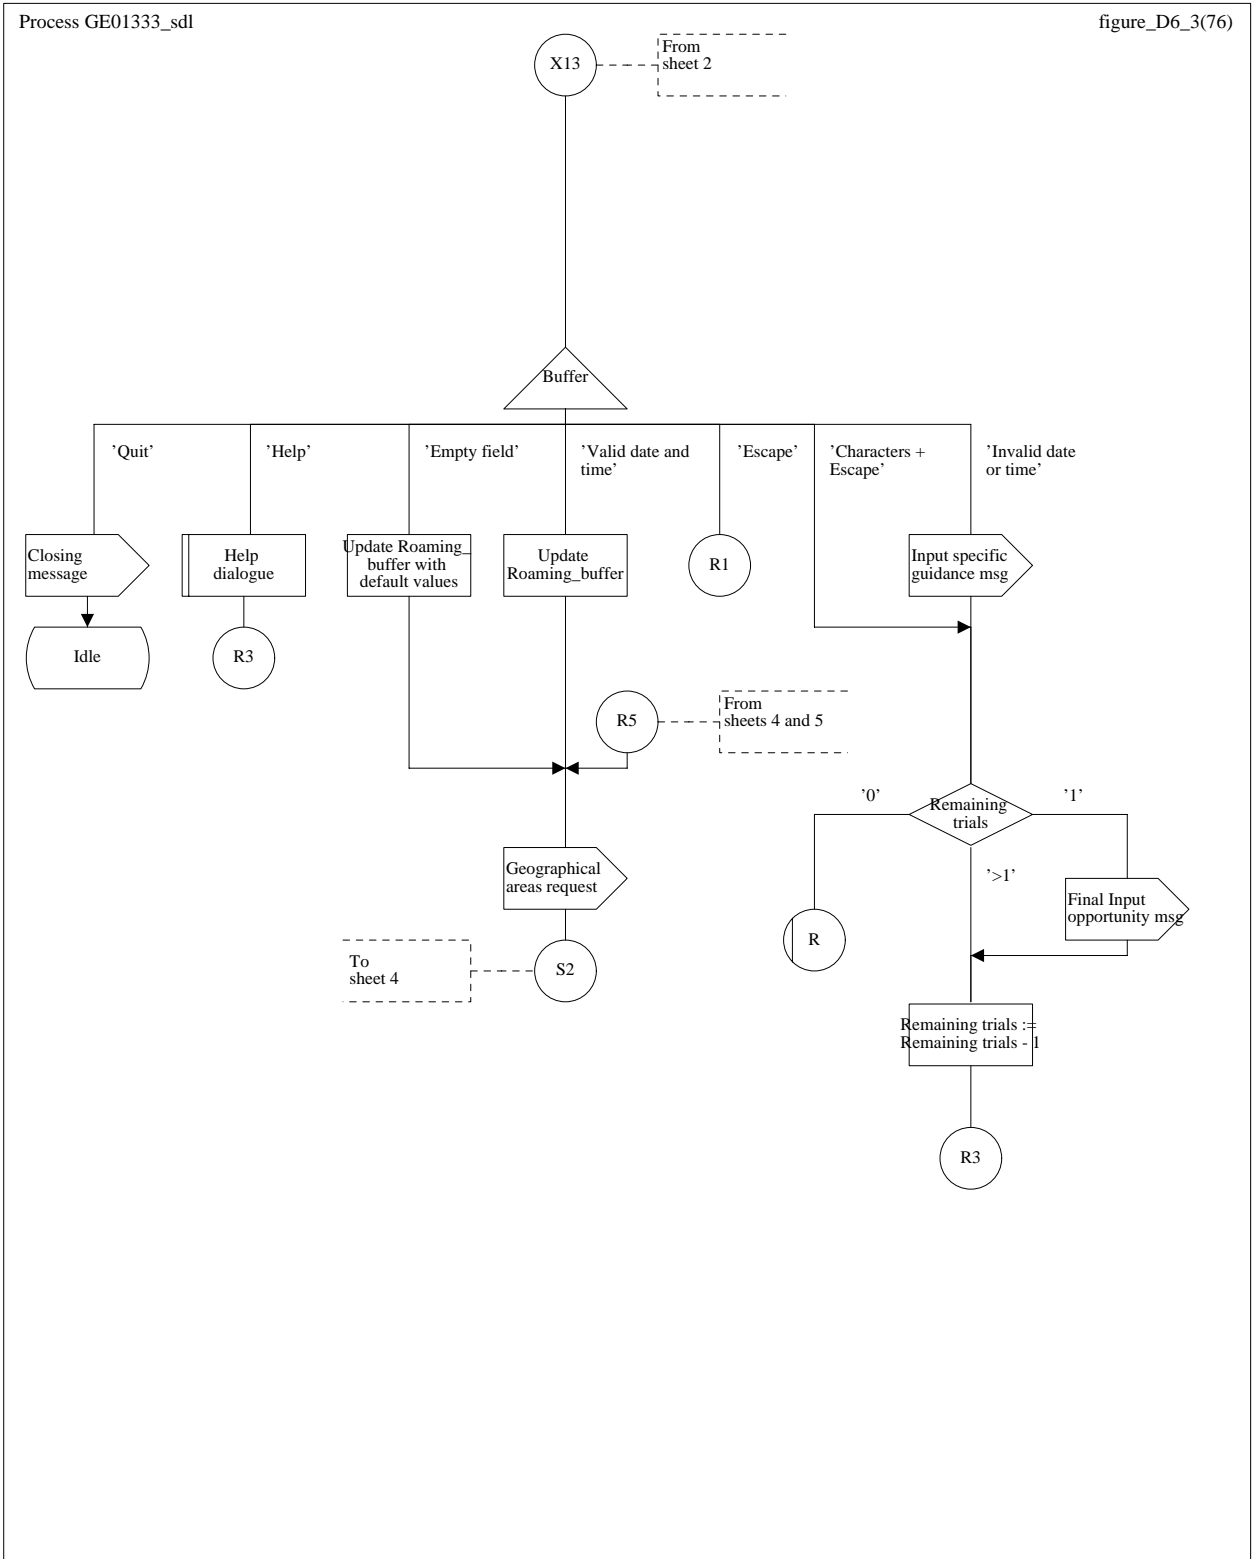 Process GE01333_sdl
figure_D6_3(76)
X13
From
sheet 2
Buffer
’Quit’
’Help’
’Empty field’
’Valid date and
time’
’Escape’
’Characters +
Escape’
’Invalid date
or time’
Closing
message
Help
dialogue
Update Roaming_
buffer with
default values
Update
Roaming_buffer
R1
Input specific
guidance msg
Idle
R3
R5
From
sheets 4 and 5
’0’
Remaining
trials
’1’
Geographical
areas request
’>1’
Final Input
opportunity msg
R
To
sheet 4
S2
Remaining trials :=
Remaining trials - 1
R3